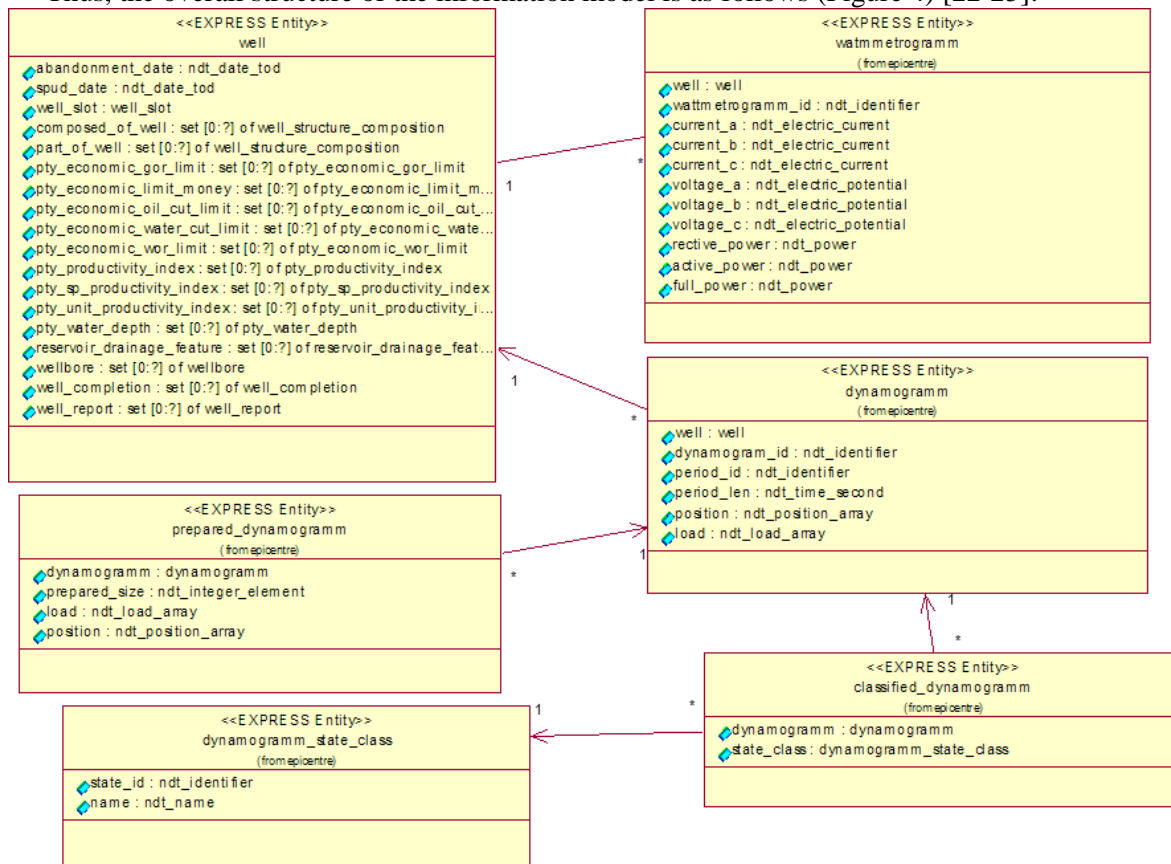 Thus, the overall structure of the information model is as follows (Figure 4) [22-23].
<<EXPRESS Entity>>
well
abandonment_date : ndt_date_tod
spud_date : ndt_date_tod
well_slot : well_slot
composed_of_well : set [0:?] of well_structure_composition
part_of_well : set [0:?] of well_structure_composition
pty_economic_gor_limit : set [0:?] of pty_economic_gor_limit
pty_economic_limit_money : set [0:?] of pty_economic_limit_m...
pty_economic_oil_cut_limit : set [0:?] of pty_economic_oil_cut_...
pty_economic_water_cut_limit : set [0:?] of pty_economic_wate...
pty_economic_wor_limit : set [0:?] of pty_economic_wor_limit
pty_productivity_index : set [0:?] of pty_productivity_index
pty_sp_productivity_index : set [0:?] of pty_sp_productivity_index
pty_unit_productivity_index : set [0:?] of pty_unit_productivity_i...
pty_water_depth : set [0:?] of pty_water_depth
reservoir_drainage_feature : set [0:?] of reservoir_drainage_feat...
wellbore : set [0:?] of wellbore
well_completion : set [0:?] of well_completion
well_report : set [0:?] of well_report
1
*
<<EXPRESS Entity>>
watmmetrogramm
(from epicentre)
well : well
wattmetrogramm_id : ndt_identifier
current_a : ndt_electric_current
current_b : ndt_electric_current
current_c : ndt_electric_current
voltage_a : ndt_electric_potential
voltage_b : ndt_electric_potential
voltage_c : ndt_electric_potential
rective_power : ndt_power
active_power : ndt_power
full_power : ndt_power
1
*
<<EXPRESS Entity>>
dynamogramm
(from epicentre)
well : well
dynamogram_id : ndt_identifier
period_id : ndt_identifier
period_len : ndt_time_second
position : ndt_position_array
load : ndt_load_array
<<EXPRESS Entity>>
prepared_dynamogramm
(from epicentre)
dynamogramm : dynamogramm
prepared_size : ndt_integer_element
load : ndt_load_array
position : ndt_position_array
*
1
1
*
<<EXPRESS Entity>>
classified_dynamogramm
(from epicentre)
dynamogramm : dynamogramm
state_class : dynamogramm_state_class
1
*
<<EXPRESS Entity>>
dynamogramm_state_class
(from epicentre)
state_id : ndt_identifier
name : ndt_name